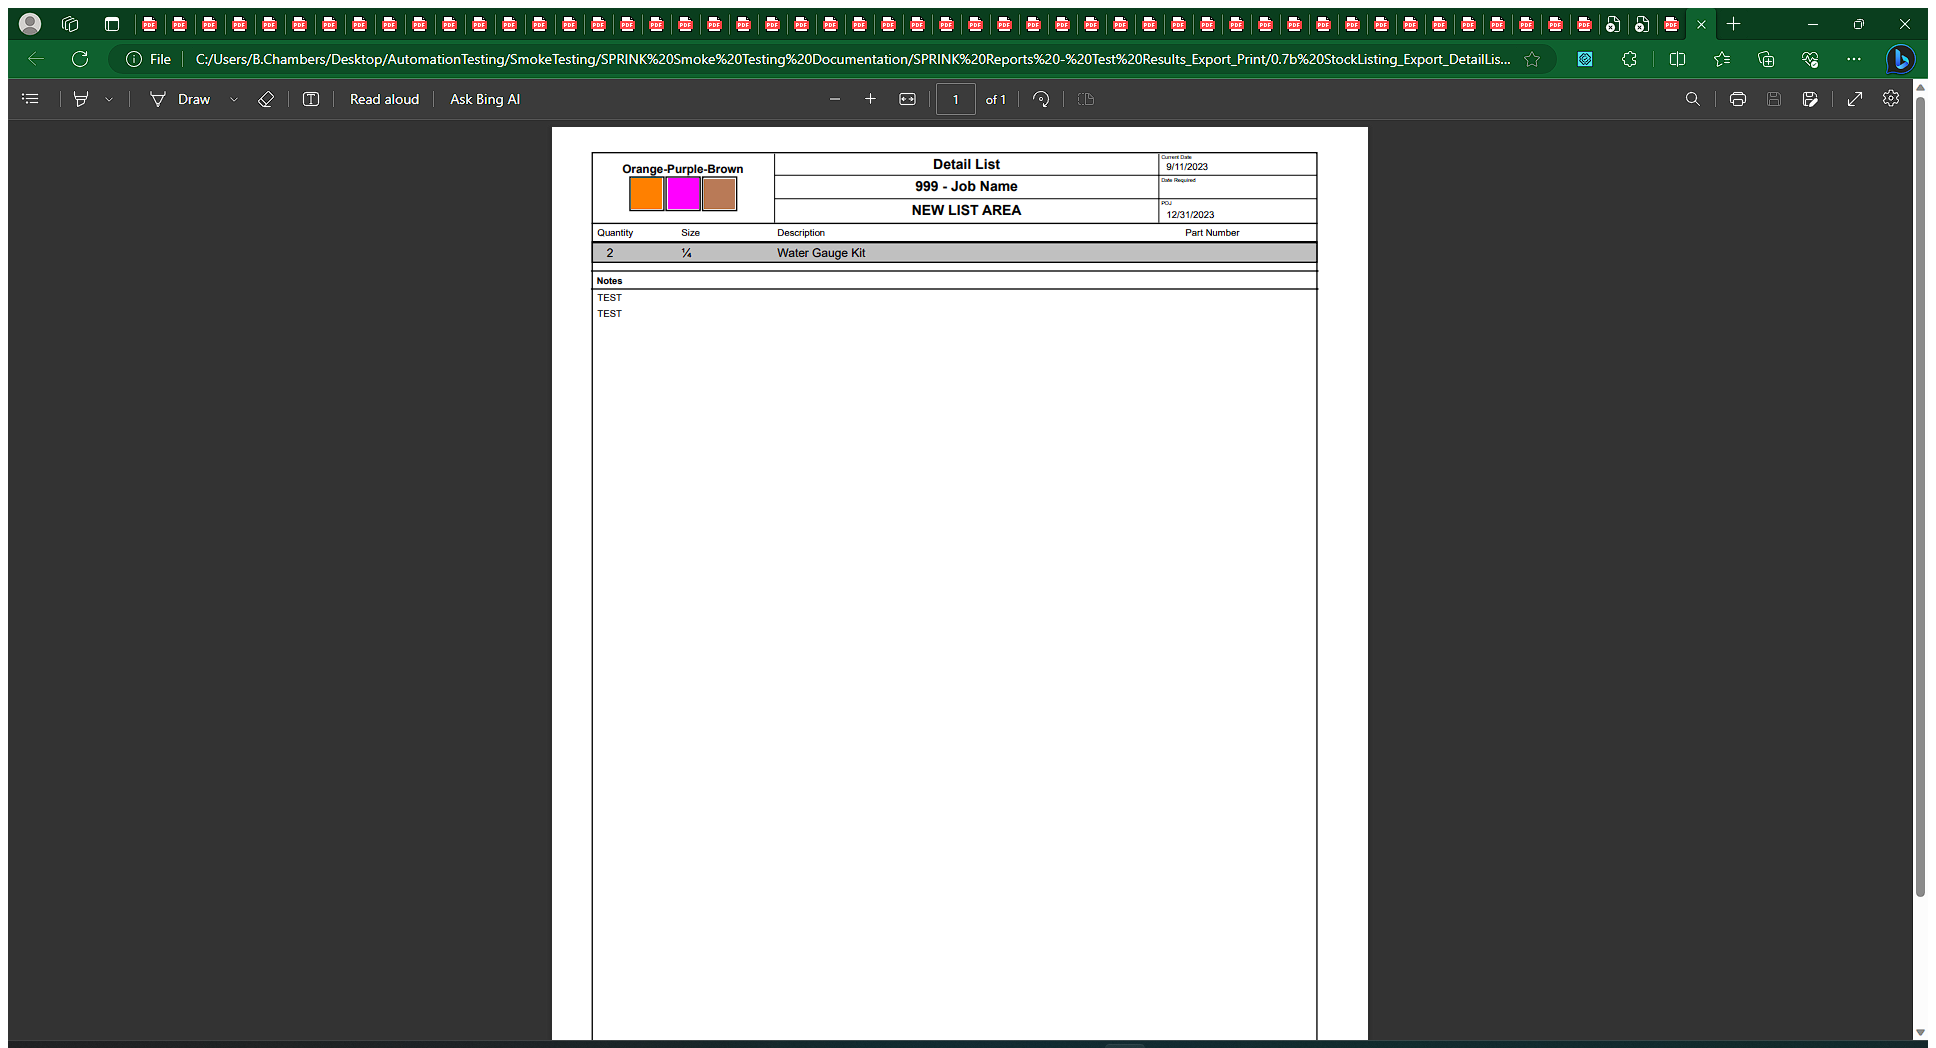 File C:/Users/B.Chambers/Desktop/AutomationTesting/SmokeTesting/SPRINK%20Smoke%20Testing%20Documentation/SPRINK%20Reports%20-%20Test%20Results_Export_Print/0.7b%20StockListing_Export_DetailLis...
Draw Read aloud Ask Bing AI 1 of 1
Orange-Purple-Brown
Detail List
999 - Job Name
NEW LIST AREA
Current Date
9/11/2023
Date Required
POJ
12/31/2023
Quantity Size Description Part Number
2 ¼ Water Gauge Kit
Notes
TEST
TEST